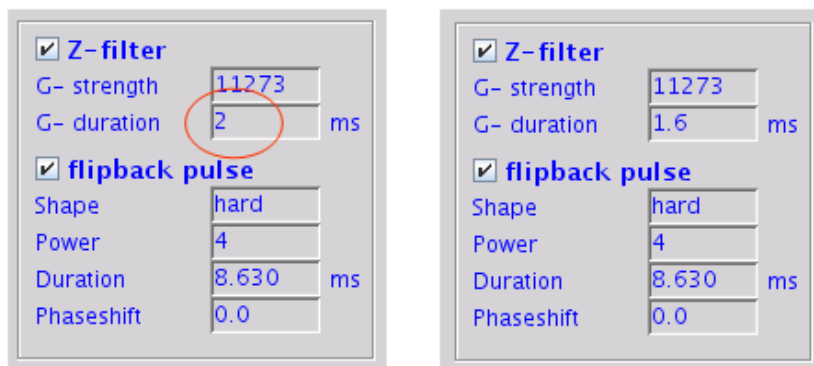 Z-filter
G- strength 11273
G- duration 2 ms
flipback pulse
Shape hard
Power 4
Duration 8.630 ms
Phaseshift 0.0
Z-filter
G- strength 11273
G- duration 1.6 ms
flipback pulse
Shape hard
Power 4
Duration 8.630 ms
Phaseshift 0.0